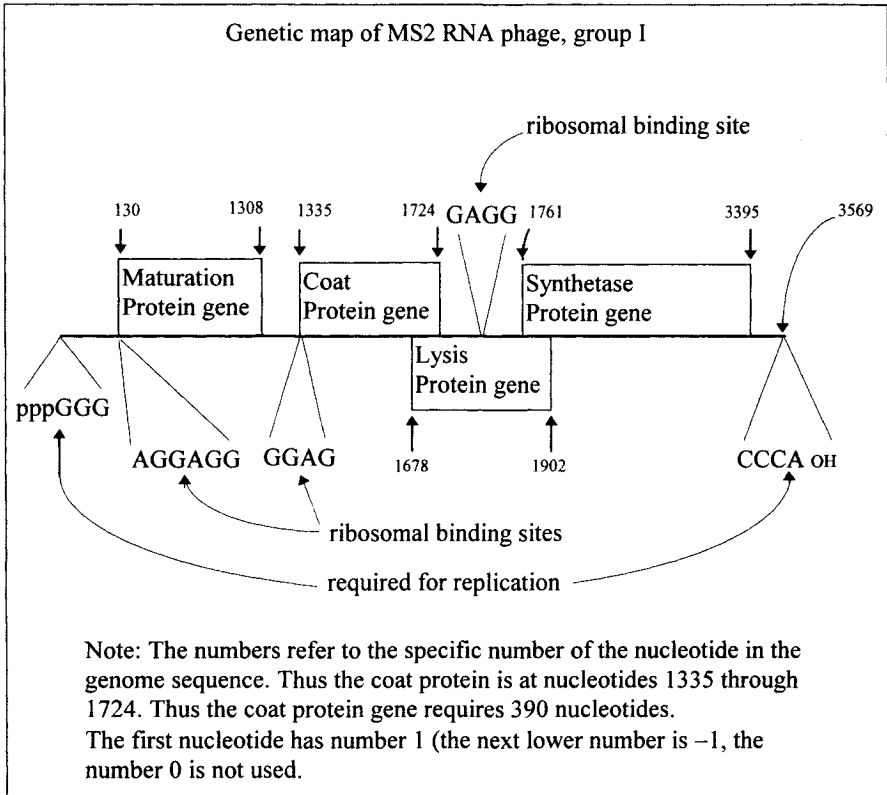 Genetic map of MS2 RNA phage, group I
ribosomal binding site
130
1308
1335
1724
GAGG
1761
3395
3569
Maturation
Protein gene
Coat
Protein gene
Synthetase
Protein gene
Lysis
Protein gene
pppGGG
AGGAGG
GGAG
1678
1902
CCCA OH
ribosomal binding sites
required for replication
Note: The numbers refer to the specific number of the nucleotide in the
genome sequence. Thus the coat protein is at nucleotides 1335 through
1724. Thus the coat protein gene requires 390 nucleotides.
The first nucleotide has number 1 (the next lower number is –1, the
number 0 is not used.